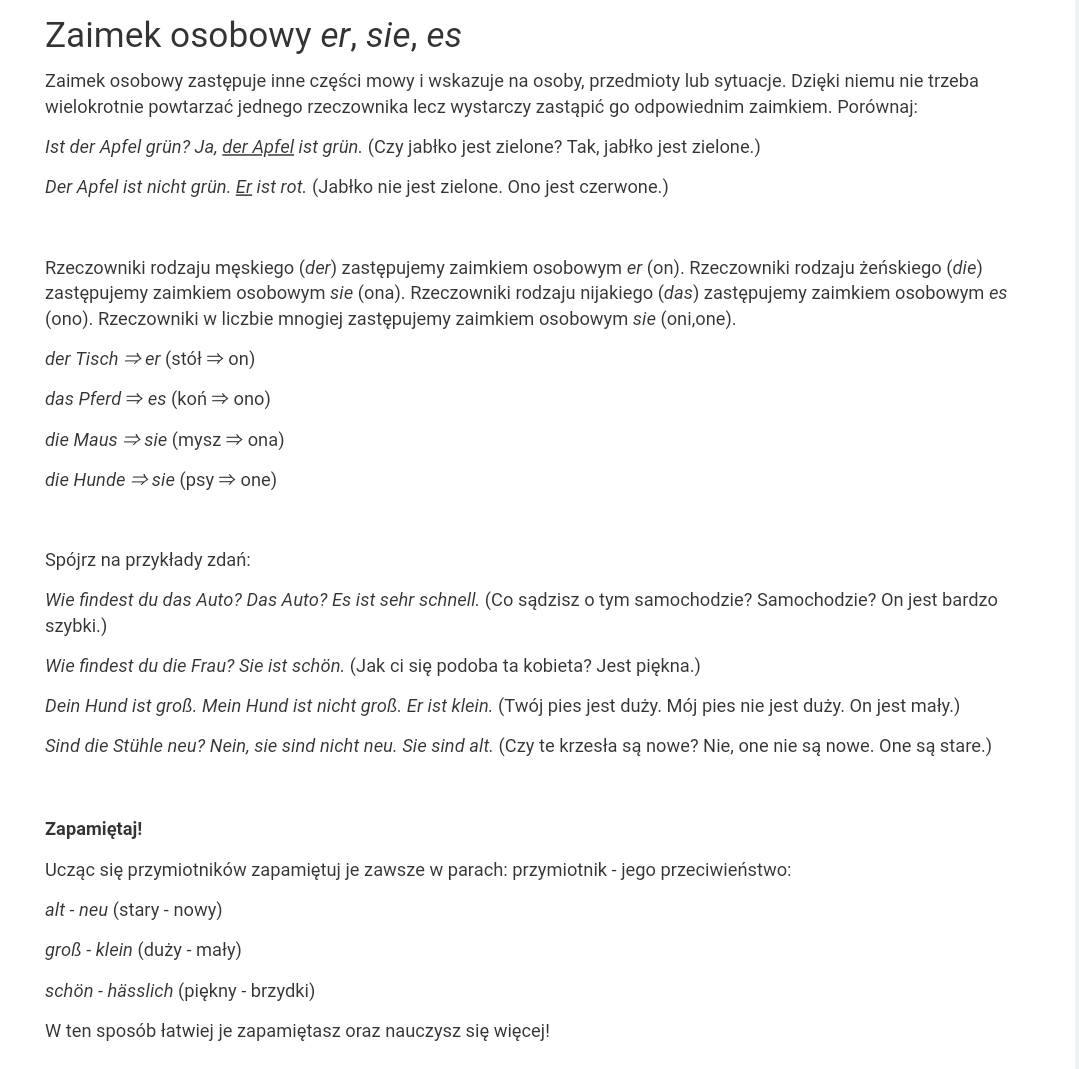 Zaimek osobowy er, sie, es
Zaimek osobowy zastępuje inne części mowy i wskazuje na osoby, przedmioty lub sytuacje. Dzięki niemu nie trzeba
wielokrotnie powtarzać jednego rzeczownika lecz wystarczy zastąpić go odpowiednim zaimkiem. Porównaj:
Ist der Apfel grün? Ja, der Apfel ist grün. (Czy jabłko jest zielone? Tak, jabłko jest zielone.)
Der Apfel ist nicht grün. Er ist rot. (Jabłko nie jest zielone. Ono jest czerwone.)
Rzeczowniki rodzaju męskiego (der) zastępujemy zaimkiem osobowym er (on). Rzeczowniki rodzaju żeńskiego (die)
zastępujemy zaimkiem osobowym sie (ona). Rzeczowniki rodzaju nijakiego (das) zastępujemy zaimkiem osobowym es
(ono). Rzeczowniki w liczbie mnogiej zastępujemy zaimkiem osobowym sie (oni,one).
der Tisch ⇒ er (stół ⇒ on)
das Pferd ⇒ es (koń ⇒ ono)
die Maus ⇒ sie (mysz ⇒ ona)
die Hunde ⇒ sie (psy ⇒ one)
Spójrz na przykłady zdań:
Wie findest du das Auto? Das Auto? Es ist sehr schnell. (Co sądzisz o tym samochodzie? Samochodzie? On jest bardzo
szybki.)
Wie findest du die Frau? Sie ist schön. (Jak ci się podoba ta kobieta? Jest piękna.)
Dein Hund ist groß. Mein Hund ist nicht groß. Er ist klein. (Twój pies jest duży. Mój pies nie jest duży. On jest mały.)
Sind die Stühle neu? Nein, sie sind nicht neu. Sie sind alt. (Czy te krzesła są nowe? Nie, one nie są nowe. One są stare.)
Zapamiętaj!
Ucząc się przymiotników zapamiętuj je zawsze w parach: przymiotnik - jego przeciwieństwo:
alt - neu (stary - nowy)
groß - klein (duży - mały)
schön - hässlich (piękny - brzydki)
W ten sposób łatwiej je zapamiętasz oraz nauczysz się więcej!